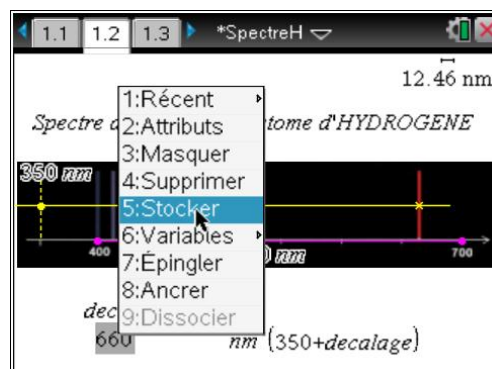 1.1 1.2 1.3 *SpectreH
12.46 nm
Spectre tome d'HYDROGENE
1:Récent
2:Attributs
3:Masquer
4:Supprimer
5:Stocker
6:Variables
7:Épingler
8:Ancrer
9:Dissocier
350 nm
400 nm 700
dec
660 nm (350+decalage)